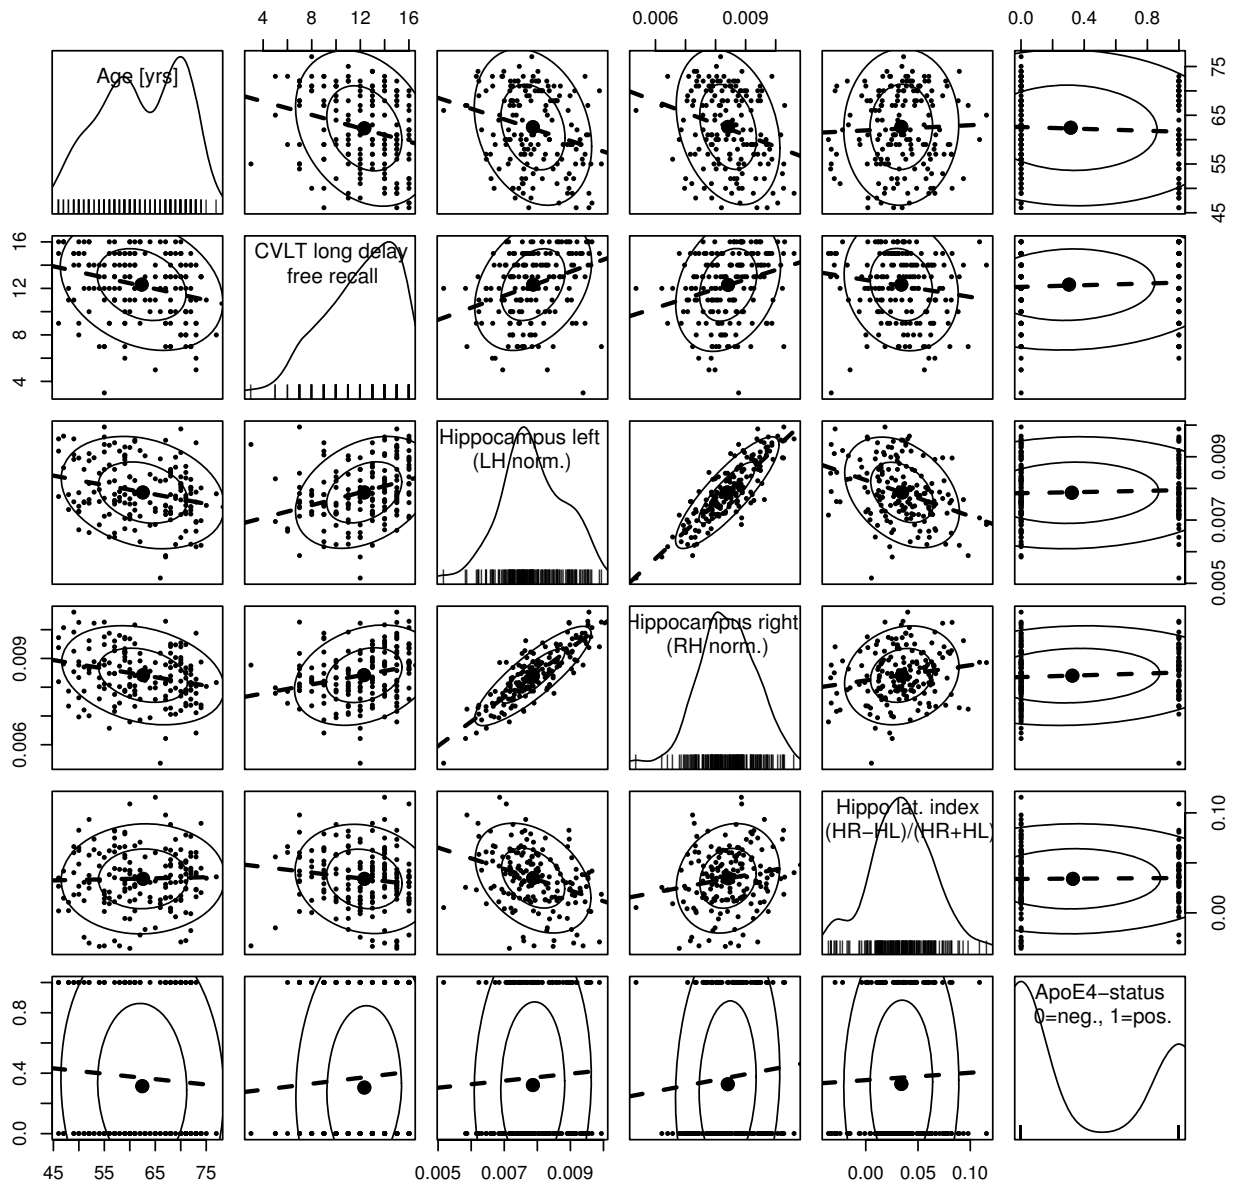 4 8 12 16
0.006 0.009
0.0 0.4 0.8
Age [yrs]
45 55 65 75
4 8 12 16
CVLT long delay
free recall
Hippocampus left
(LH norm.)
0.005 0.007 0.009
0.006 0.009
Hippocampus right
(RH norm.)
Hippo lat. index
(HR−HL)/(HR+HL)
0.00 0.10
0.0 0.4 0.8
ApoE4−status
0=neg., 1=pos.
45 55 65 75
0.005 0.007 0.009
0.00 0.05 0.10